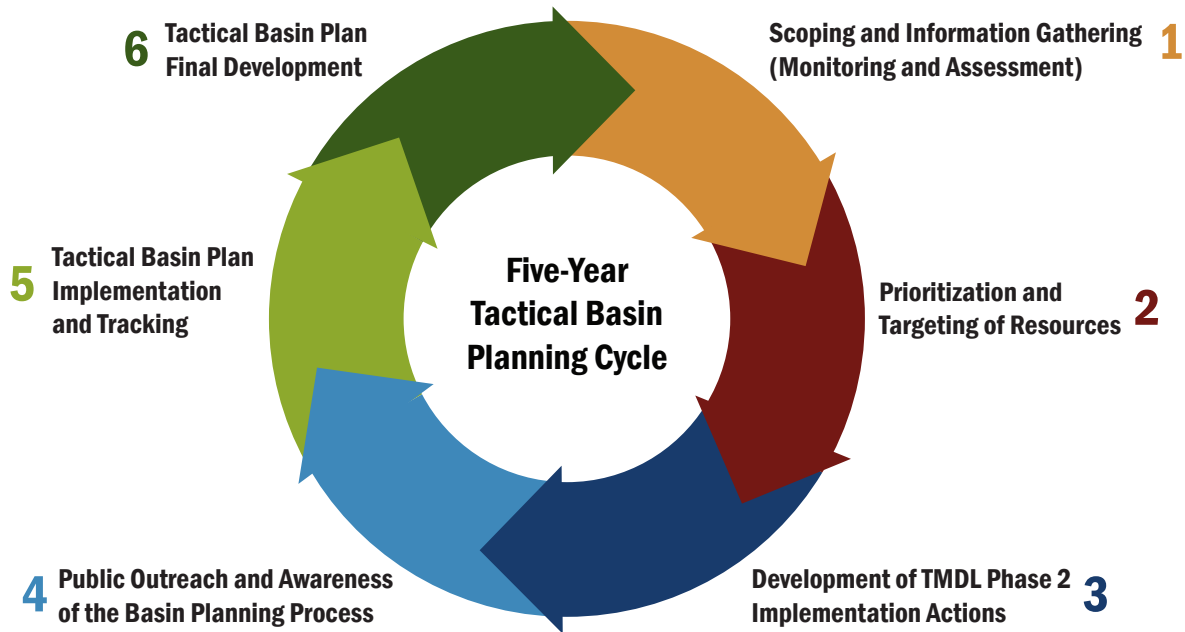 Scoping and Information Gathering
(Monitoring and Assessment)
1
Prioritization and
Targeting of Resources
2
Development of TMDL Phase 2
Implementation Actions
3
4
Public Outreach and Awareness
of the Basin Planning Process
5
Tactical Basin Plan
Implementation
and Tracking
6
Tactical Basin Plan
Final Development
Five-Year
Tactical Basin
Planning Cycle